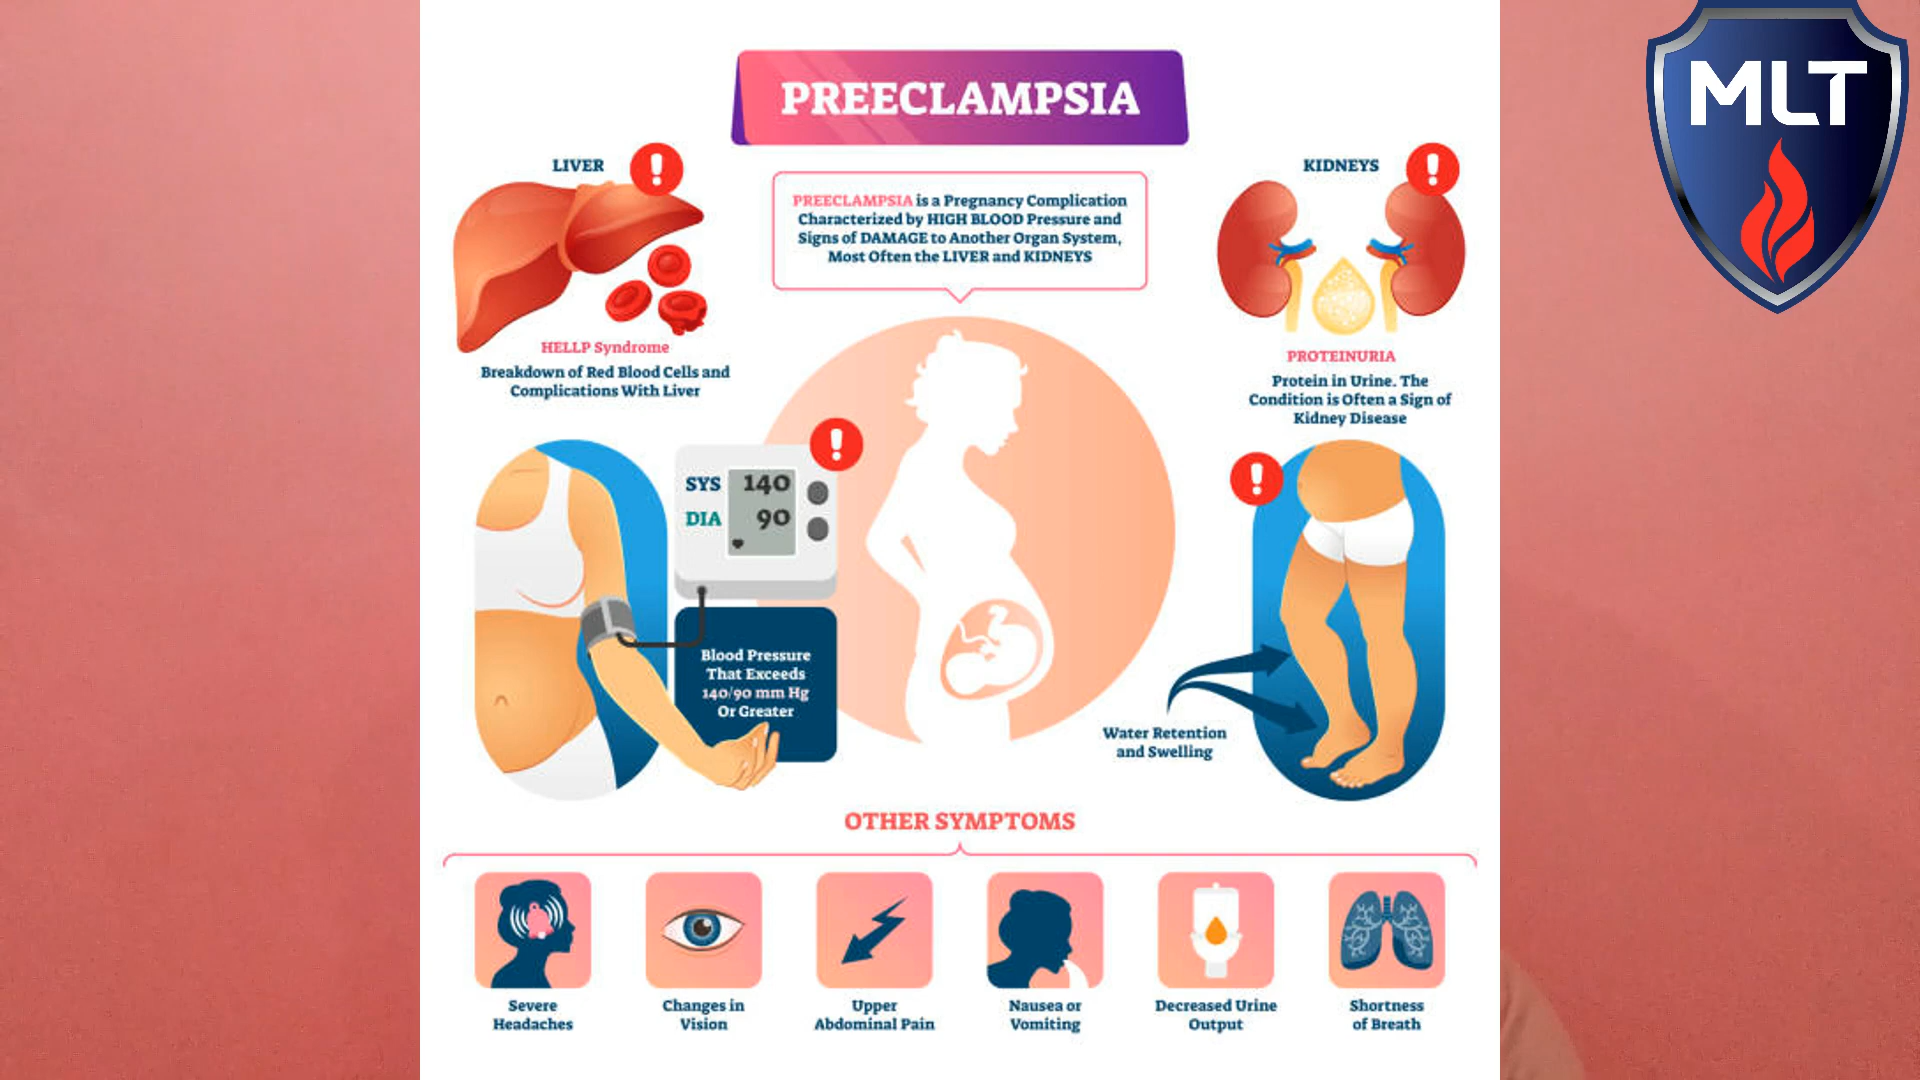 PREECLAMPSIA
MLT
LIVER
KIDNEYS
PREECLAMPSIA is a Pregnancy Complication
Characterized by HIGH BLOOD Pressure and
Signs of DAMAGE to Another Organ System,
Most Often the LIVER and KIDNEYS
HELLP Syndrome
Breakdown of Red Blood Cells and
Complications With Liver
PROTEINURIA
Protein in Urine. The
Condition is Often a Sign of
Kidney Disease
SYS 140
DIA 90
Blood Pressure
That Exceeds
140/90 mm Hg
Or Greater
Water Retention
and Swelling
OTHER SYMPTOMS
Severe
Headaches
Changes in
Vision
Upper
Abdominal Pain
Nausea or
Vomiting
Decreased Urine
Output
Shortness
of Breath